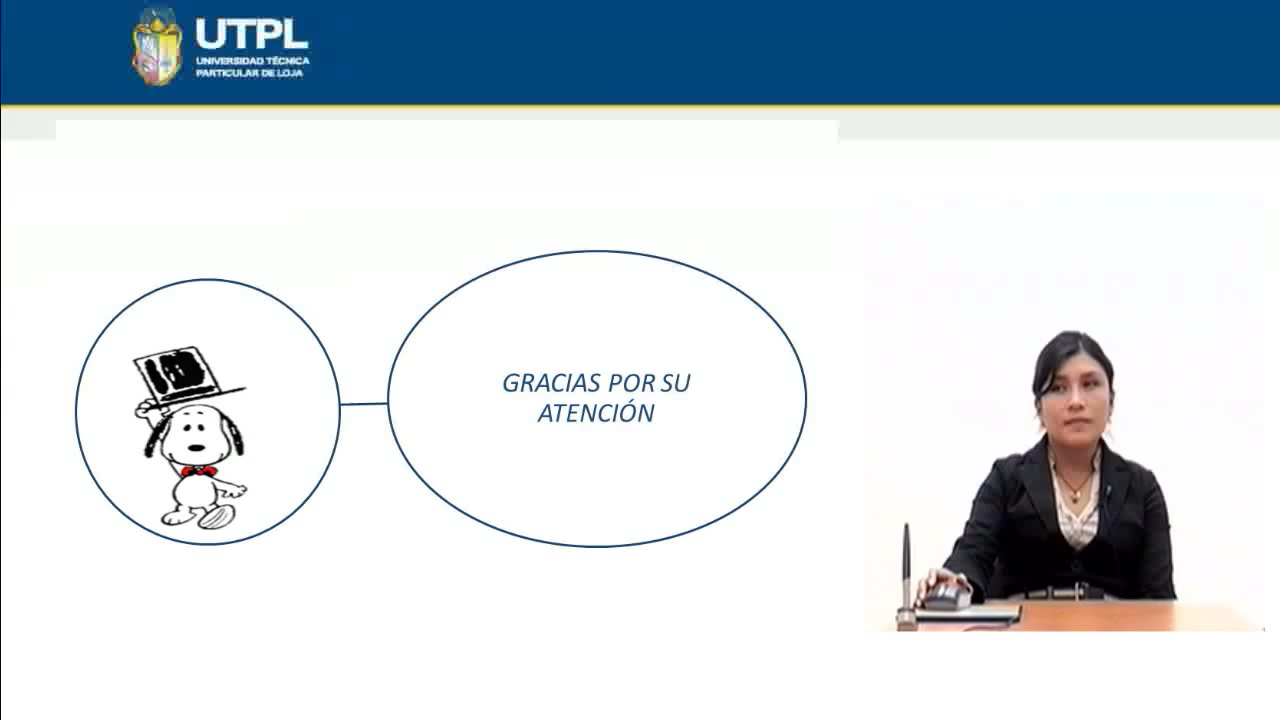 UTPL
UNIVERSIDAD TÉCNICA
PARTICULAR DE LOJA
GRACIAS POR SU
ATENCIÓN